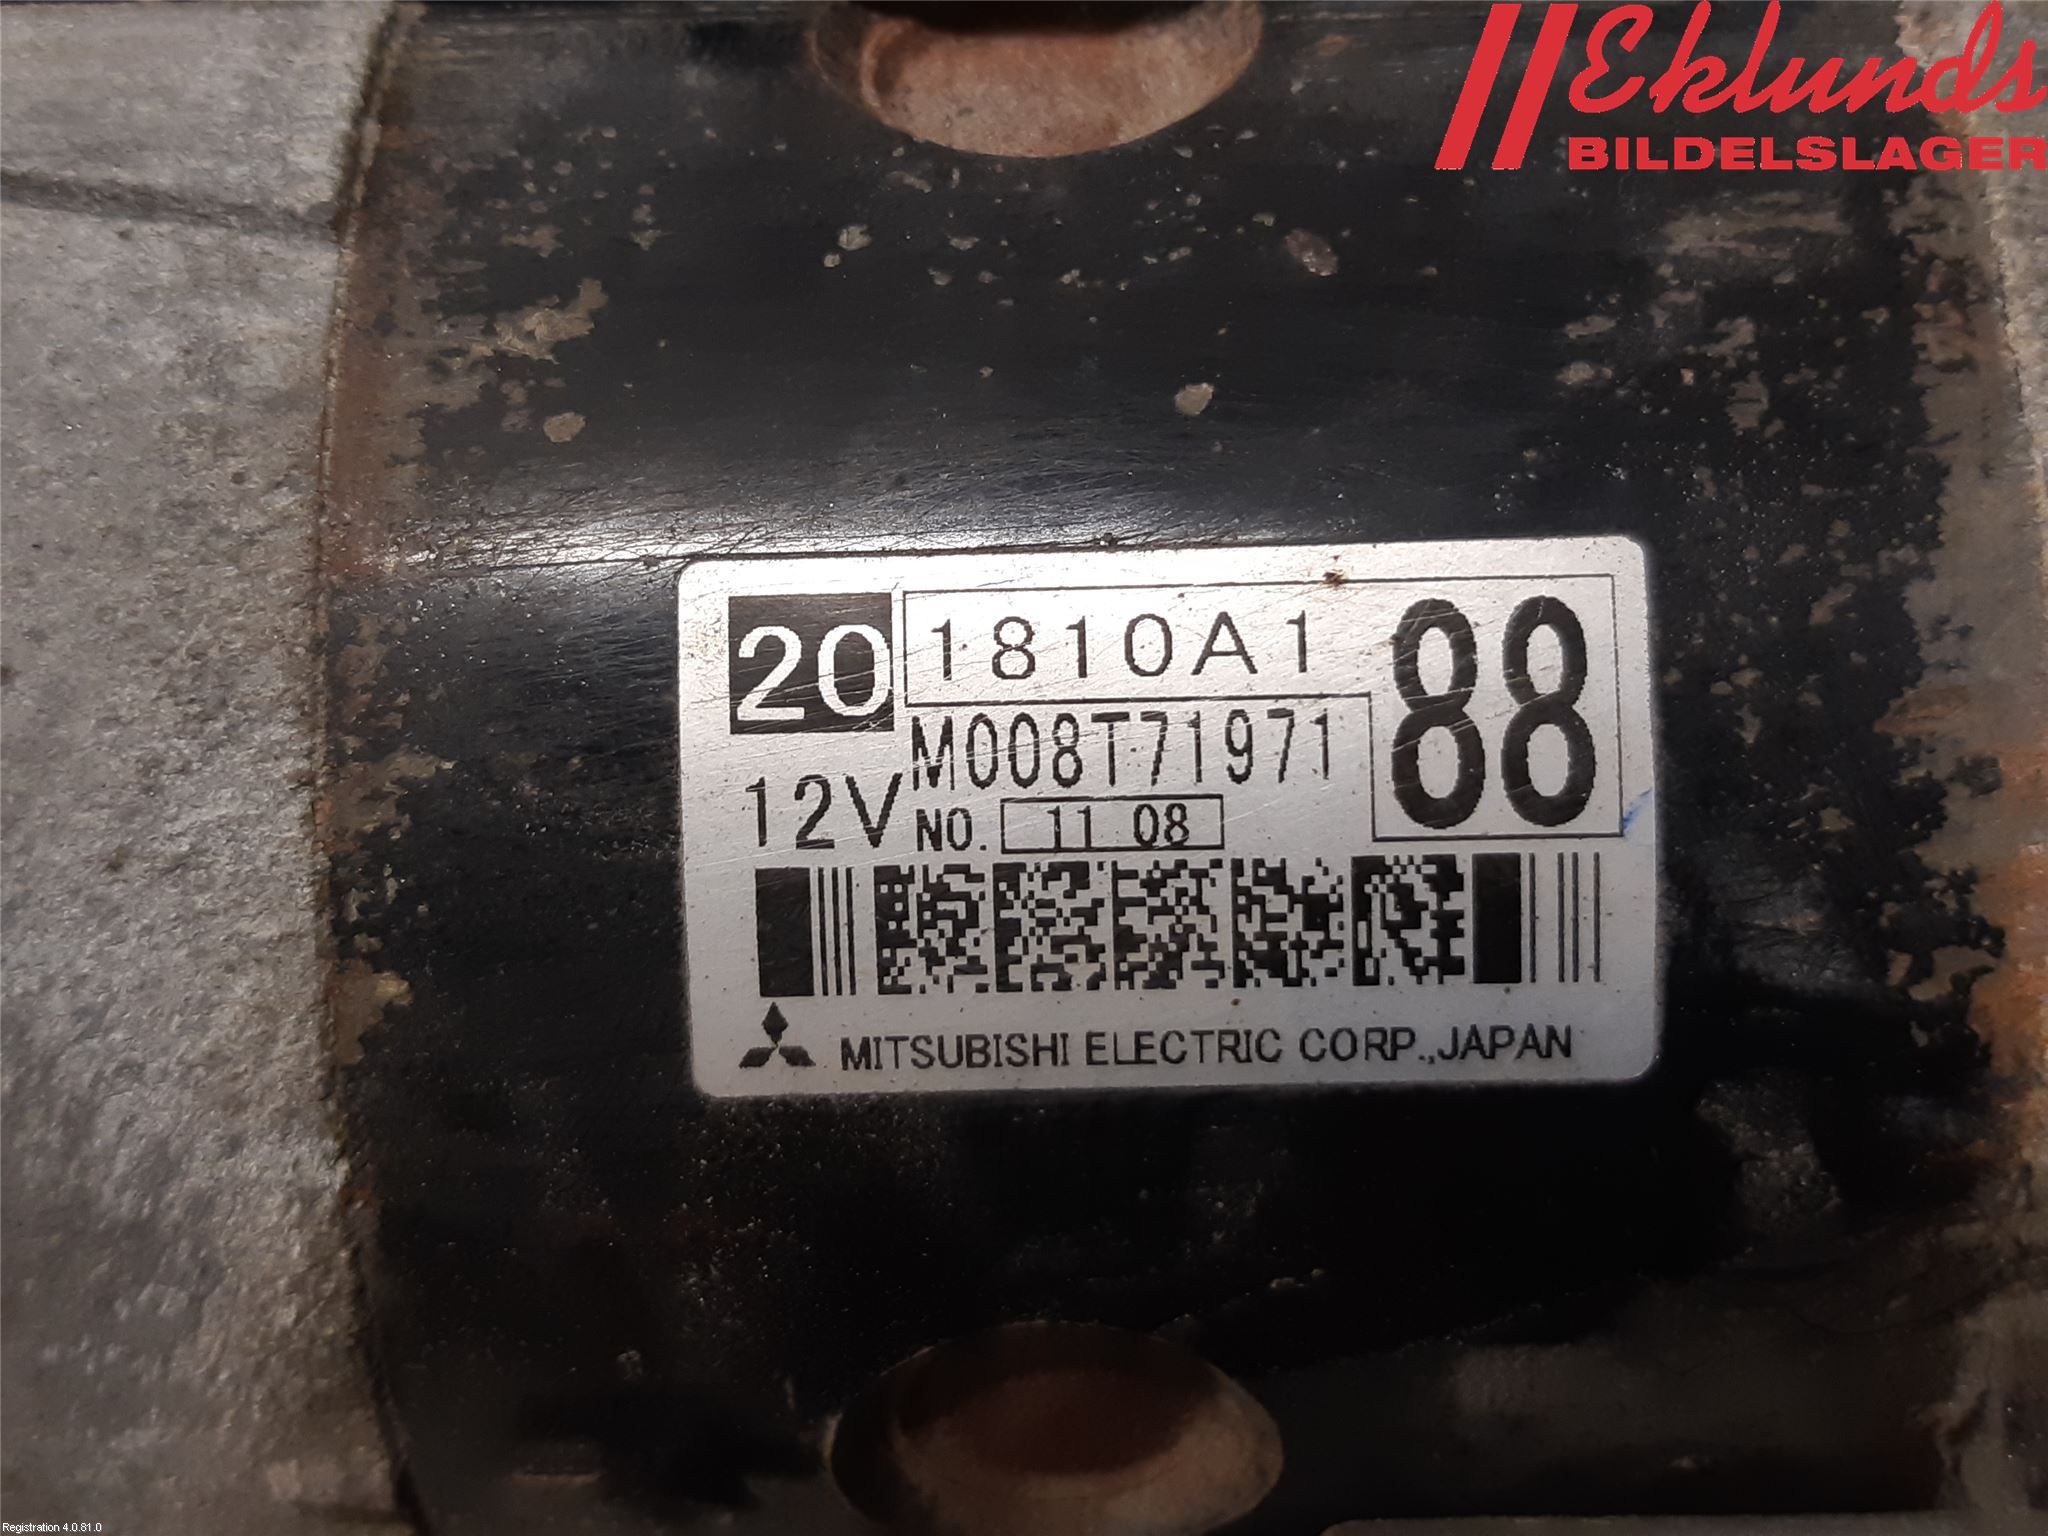 Eklunds
BILDELSLAGER
20 1810A1 88
M008T71971
12V NO. 11 08
MITSUBISHI ELECTRIC CORP.,JAPAN
Registration 4.0.81.0